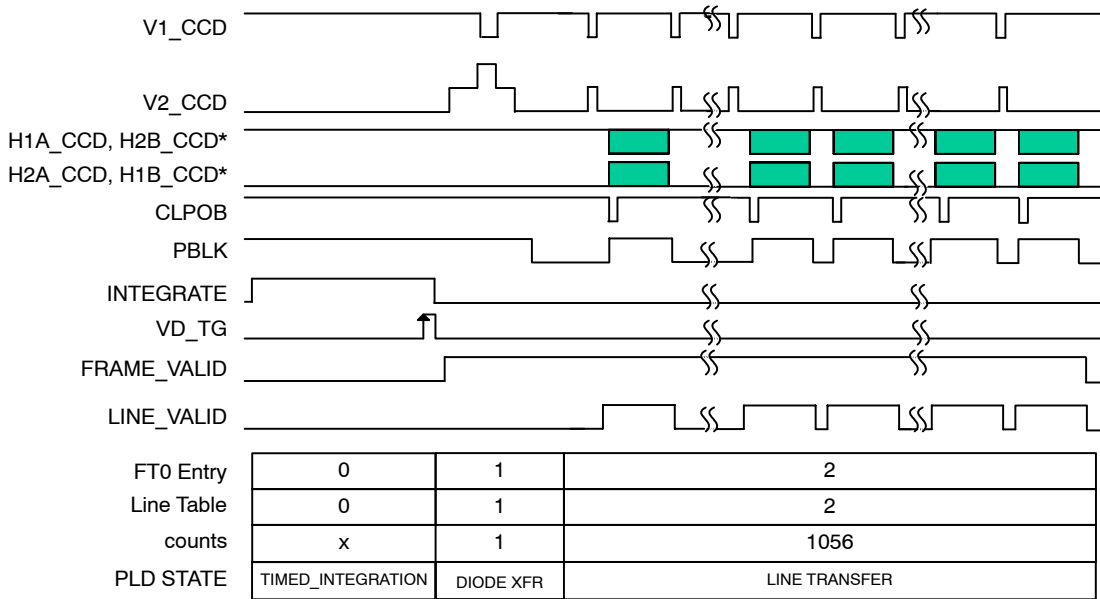 V1_CCD
V2_CCD
H1A_CCD, H2B_CCD*
H2A_CCD, H1B_CCD*
CLPOB
PBLK
INTEGRATE
VD_TG
FRAME_VALID
LINE_VALID
FT0 Entry 0 1 2
Line Table 0 1 2
counts x 1 1056
PLD STATE TIMED_INTEGRATION DIODE XFR LINE TRANSFER